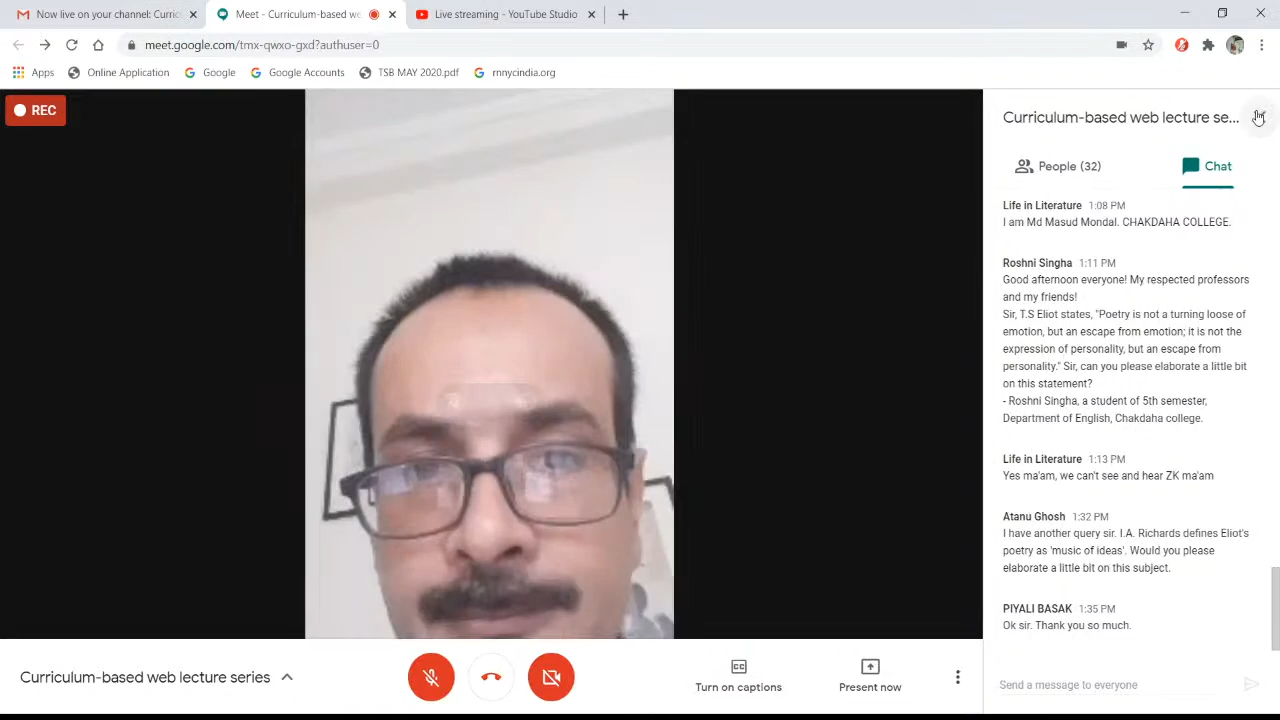 Now live on your channel: Curric
Meet - Curriculum-based we
Live streaming - YouTube Studio
meet.google.com/tmx-qwxo-gxd?authuser=0
Apps
Online Application
Google
Google Accounts
TSB MAY 2020.pdf
rnnycindia.org
REC
Curriculum-based web lecture se...
People (32)
Chat
Life in Literature 1:08 PM
I am Md Masud Mondal. CHAKDAHA COLLEGE.
Roshni Singha 1:11 PM
Good afternoon everyone! My respected professors
and my friends!
Sir, T.S Eliot states, "Poetry is not a turning loose of
emotion, but an escape from emotion; it is not the
expression of personality, but an escape from
personality." Sir, can you please elaborate a little bit
on this statement?
- Roshni Singha, a student of 5th semester,
Department of English, Chakdaha college.
Life in Literature 1:13 PM
Yes ma'am, we can't see and hear ZK ma'am
Atanu Ghosh 1:32 PM
I have another query sir. I.A. Richards defines Eliot's
poetry as 'music of ideas'. Would you please
elaborate a little bit on this subject.
PIYALI BASAK 1:35 PM
Ok sir. Thank you so much.
Send a message to everyone
Curriculum-based web lecture series
Turn on captions
Present now